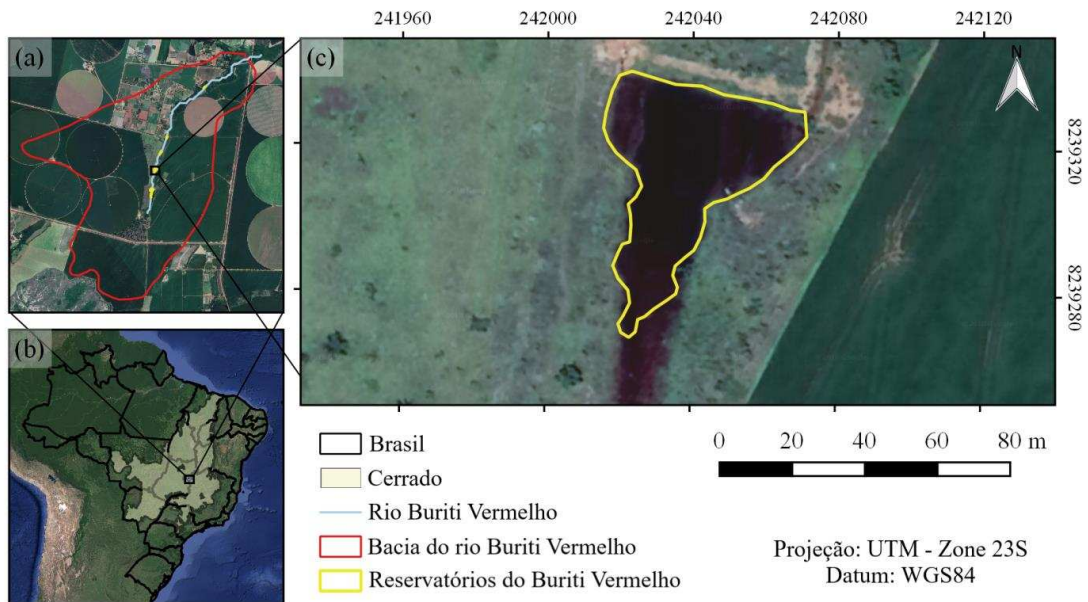 241960 242000 242040 242080 242120
(a)
(c)
N
8239320
8239280
(b)
Brasil
Cerrado
Rio Buriti Vermelho
Bacia do rio Buriti Vermelho
Reservatórios do Buriti Vermelho
0 20 40 60 80 m
Projeção: UTM - Zone 23S
Datum: WGS84